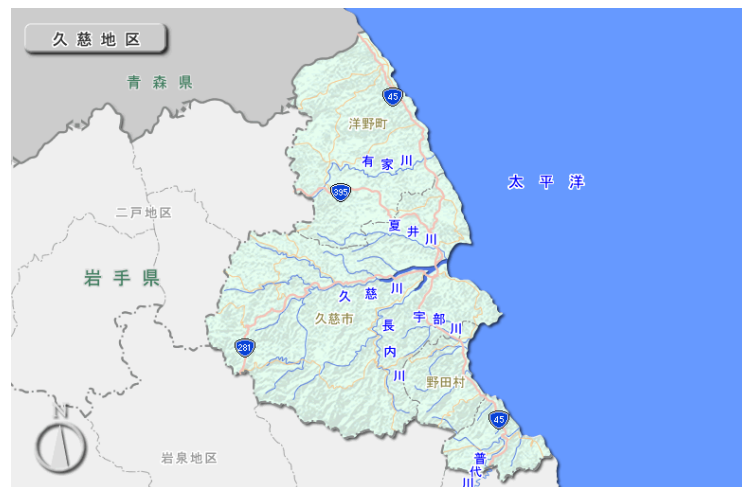 久慈地区
青森県
45
洋野町
有家川
太平洋
395
二戸地区
夏井川
岩手県
久慈川
久慈市
宇部川
長内川
281
野田村
N
45
岩泉地区
普代川